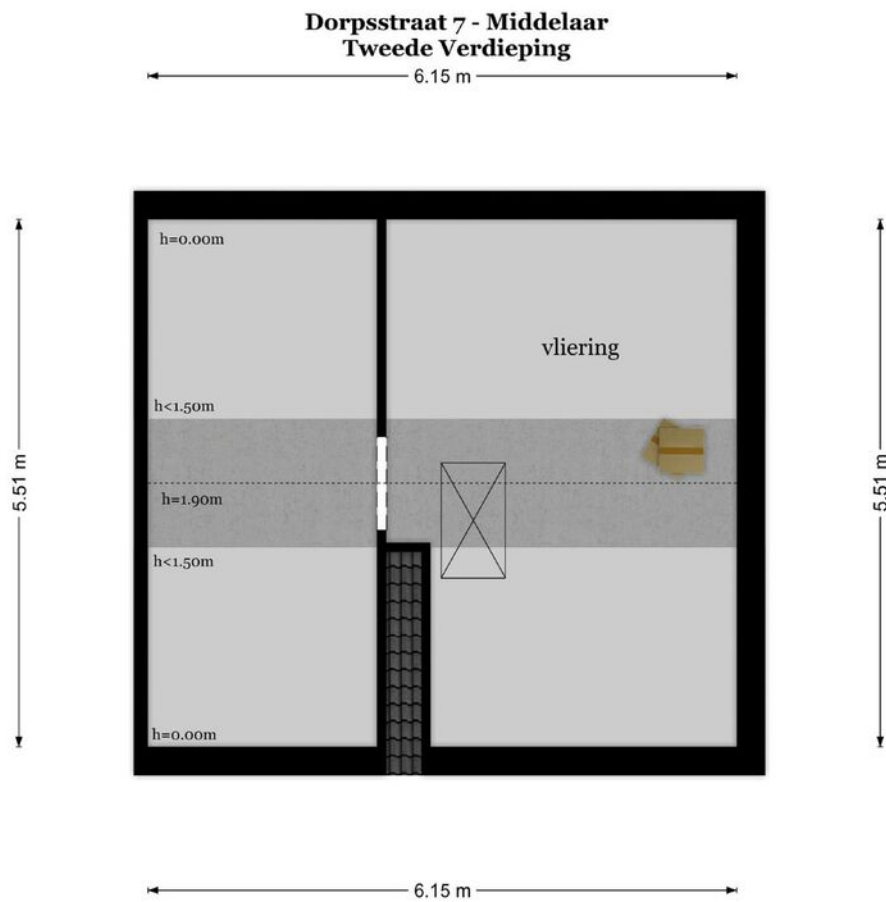 Dorpsstraat 7 - Middelaar
Tweede Verdieping
6.15 m
h=0.00m
vliering
h<1.50m
5.51 m
5.51 m
h=1.90m
h<1.50m
h=0.00m
6.15 m